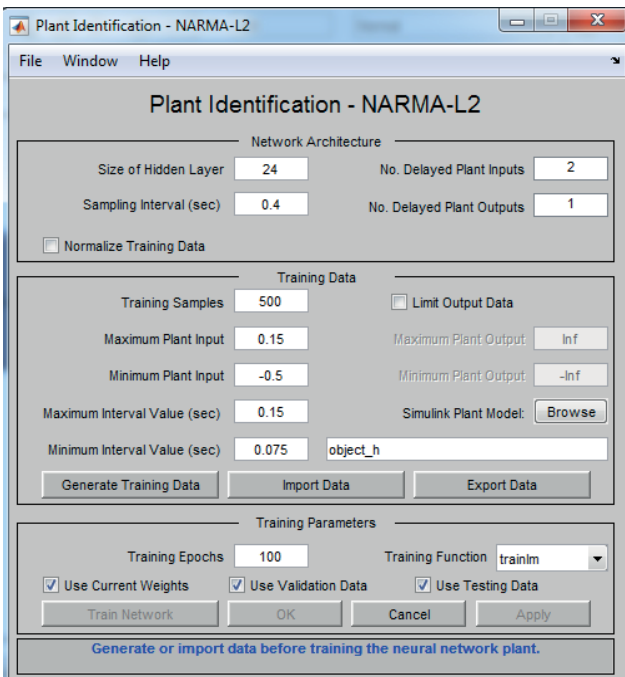 Plant Identification - NARMA-L2
File Window Help
Plant Identification - NARMA-L2
Network Architecture
Size of Hidden Layer 24 No. Delayed Plant Inputs 2
Sampling Interval (sec) 0.4 No. Delayed Plant Outputs 1
Normalize Training Data
Training Data
Training Samples 500 Limit Output Data
Maximum Plant Input 0.15 Maximum Plant Output Inf
Minimum Plant Input -0.5 Minimum Plant Output -Inf
Maximum Interval Value (sec) 0.15 Simulink Plant Model: Browse
Minimum Interval Value (sec) 0.075 object_h
Generate Training Data Import Data Export Data
Training Parameters
Training Epochs 100 Training Function trainlm
Use Current Weights Use Validation Data Use Testing Data
Train Network OK Cancel Apply
Generate or import data before training the neural network plant.